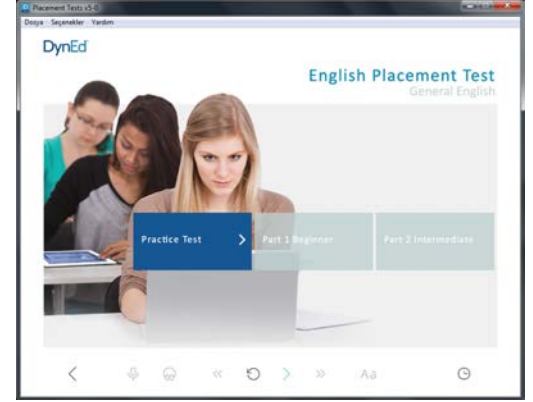 Placement Tests v5-0
Dosya Seçenekler Yardım
DynEd
English Placement Test
General English
Practice Test
Part 1 Beginner
Part 2 Intermediate
Aa